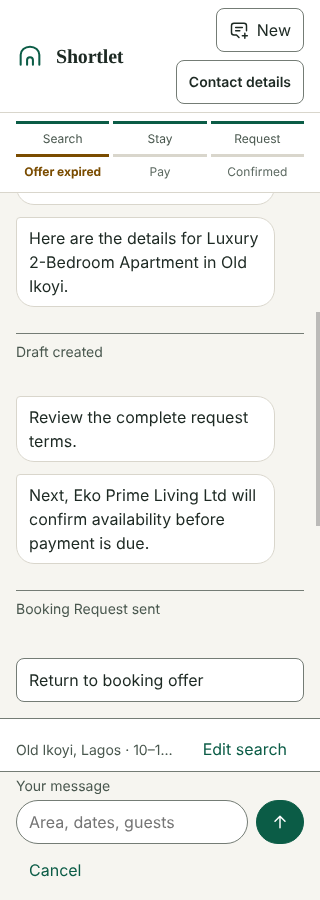 Shortlet
New
Contact details
Search
Stay
Request
Offer expired
Pay
Confirmed
Here are the details for Luxury
2-Bedroom Apartment in Old
Ikoyi.
Draft created
Review the complete request
terms.
Next, Eko Prime Living Ltd will
confirm availability before
payment is due.
Booking Request sent
Return to booking offer
Old Ikoyi, Lagos · 10–1...
Edit search
Your message
Area, dates, guests
Cancel